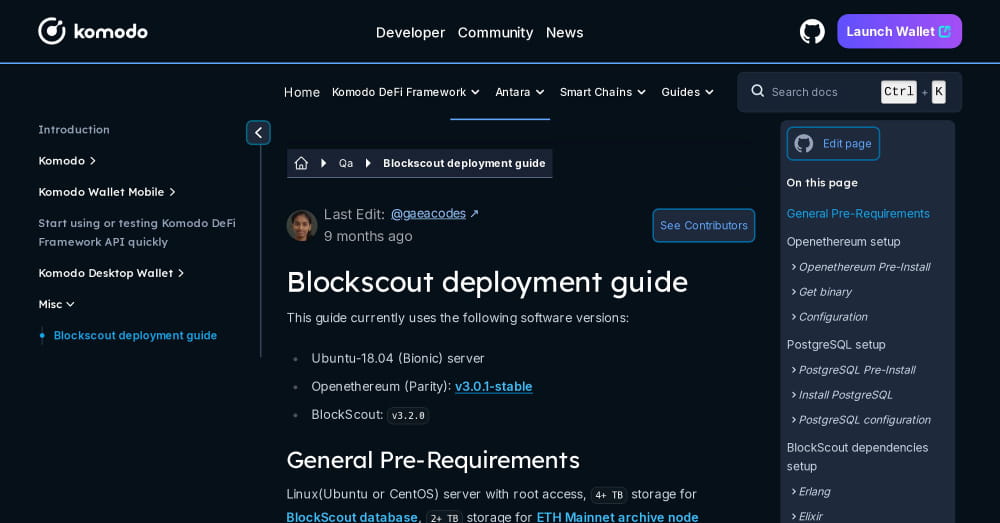 komodo
Developer Community News
Launch Wallet
Home Komodo DeFi Framework Antara Smart Chains Guides
Search docs Ctrl + K
Introduction
Komodo
Komodo Wallet Mobile
Start using or testing Komodo DeFi
Framework API quickly
Komodo Desktop Wallet
Misc
Blockscout deployment guide
Qa Blockscout deployment guide
Last Edit: @gaeacodes ↗
9 months ago
See Contributors
Blockscout deployment guide
This guide currently uses the following software versions:
Ubuntu-18.04 (Bionic) server
Openethereum (Parity): v3.0.1-stable
BlockScout: v3.2.0
General Pre-Requirements
Linux(Ubuntu or CentOS) server with root access, 4+ TB storage for
BlockScout database, 2+ TB storage for ETH Mainnet archive node
Edit page
On this page
General Pre-Requirements
Openethereum setup
Openethereum Pre-Install
Get binary
Configuration
PostgreSQL setup
PostgreSQL Pre-Install
Install PostgreSQL
PostgreSQL configuration
BlockScout dependencies
setup
Erlang
Elixir